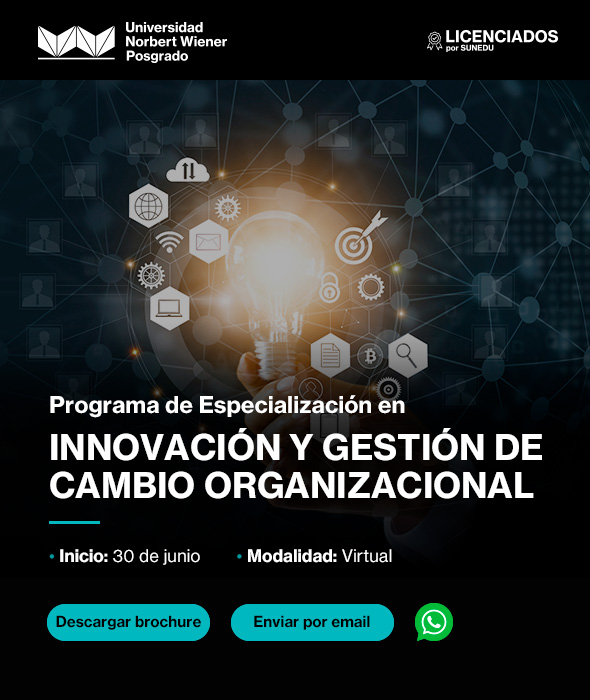 Universidad
Norbert Wiener
Posgrado
LICENCIADOS
por SUNEDU
Programa de Especialización en
INNOVACIÓN Y GESTIÓN DE
CAMBIO ORGANIZACIONAL
• Inicio: 30 de junio
• Modalidad: Virtual
Descargar brochure
Enviar por email